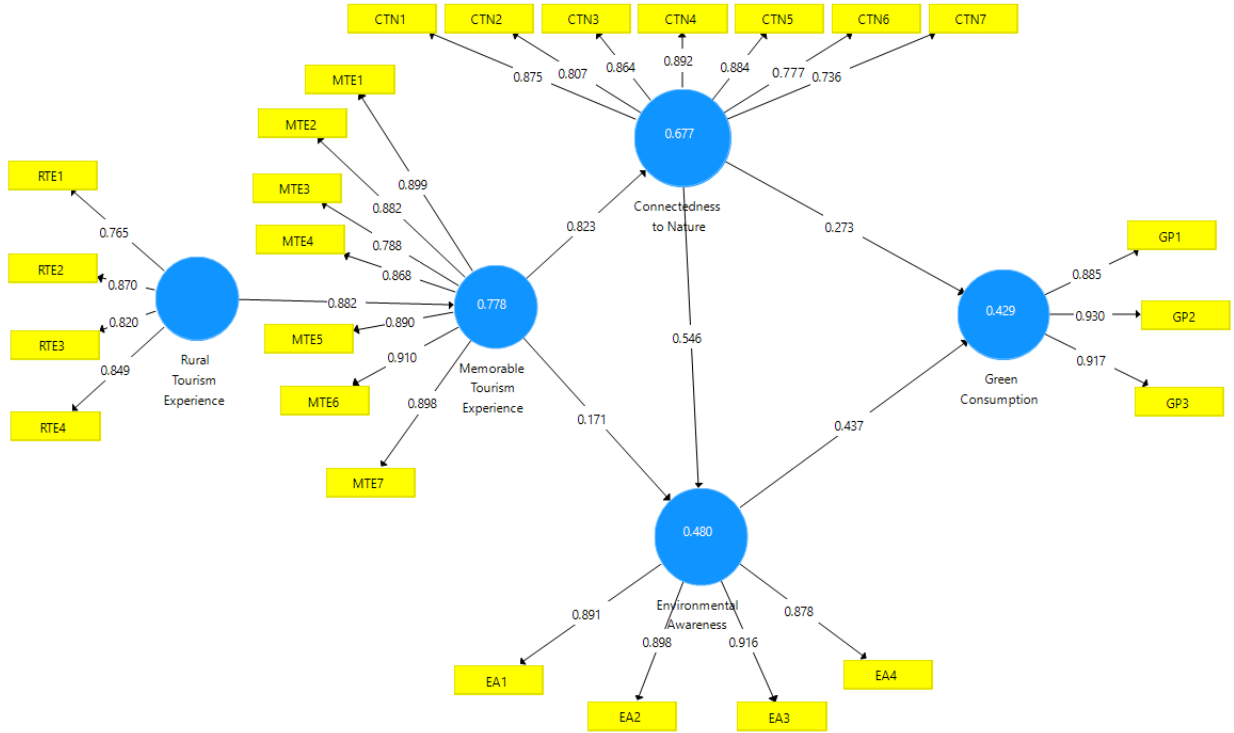 CTN1 CTN2 CTN3 CTN4 CTN5 CTN6 CTN7
0.875 0.807 0.864 0.892 0.884 0.777 0.736
MTE1
MTE2
MTE3
MTE4
MTE5
MTE6
MTE7
0.899
0.882
0.788
0.868
0.890
0.910
0.898
RTE1
RTE2
RTE3
RTE4
0.765
0.870
0.820
0.849
Rural
Tourism
Experience
0.882
0.778
Memorable
Tourism
Experience
0.823
0.171
0.677
Connectedness
to Nature
0.273
0.546
0.480
Environmental
Awareness
0.437
0.429
Green
Consumption
0.885
0.930
0.917
GP1
GP2
GP3
0.891
0.898
0.916
0.878
EA1
EA2
EA3
EA4